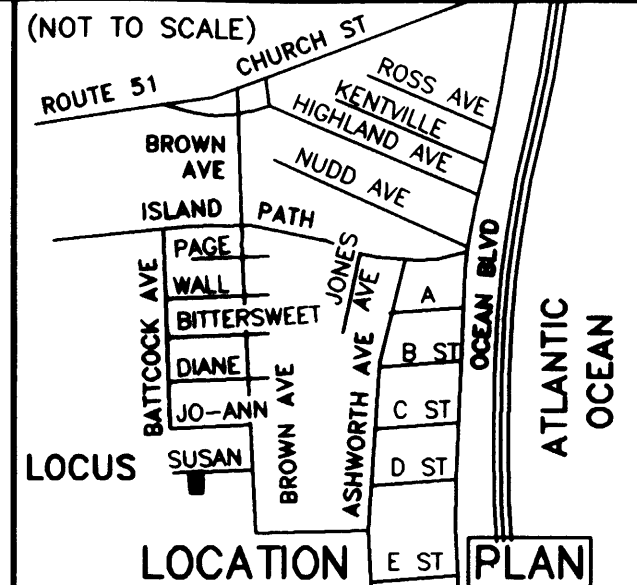 (NOT TO SCALE)
CHURCH ST
ROUTE 51
ROSS AVE
KENTVILLE
HIGHLAND AVE
BROWN
AVE
NUDD AVE
ISLAND PATH
PAGE
JONES AVE
WALL
A
BITTERSWEET
BATTCOCK AVE
OCEAN BLVD
B ST
DIANE
ATLANTIC
OCEAN
JO-ANN
BROWN AVE
ASHWORTH AVE
C ST
LOCUS
SUSAN
D ST
E ST
LOCATION PLAN